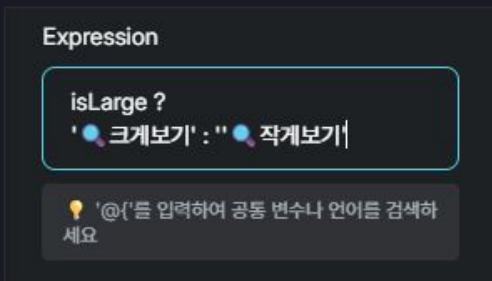 Expression
isLarge ?
'🔍 크게보기' : ''🔍 작게보기'
💡 '@{'를 입력하여 공통 변수나 언어를 검색하
세요